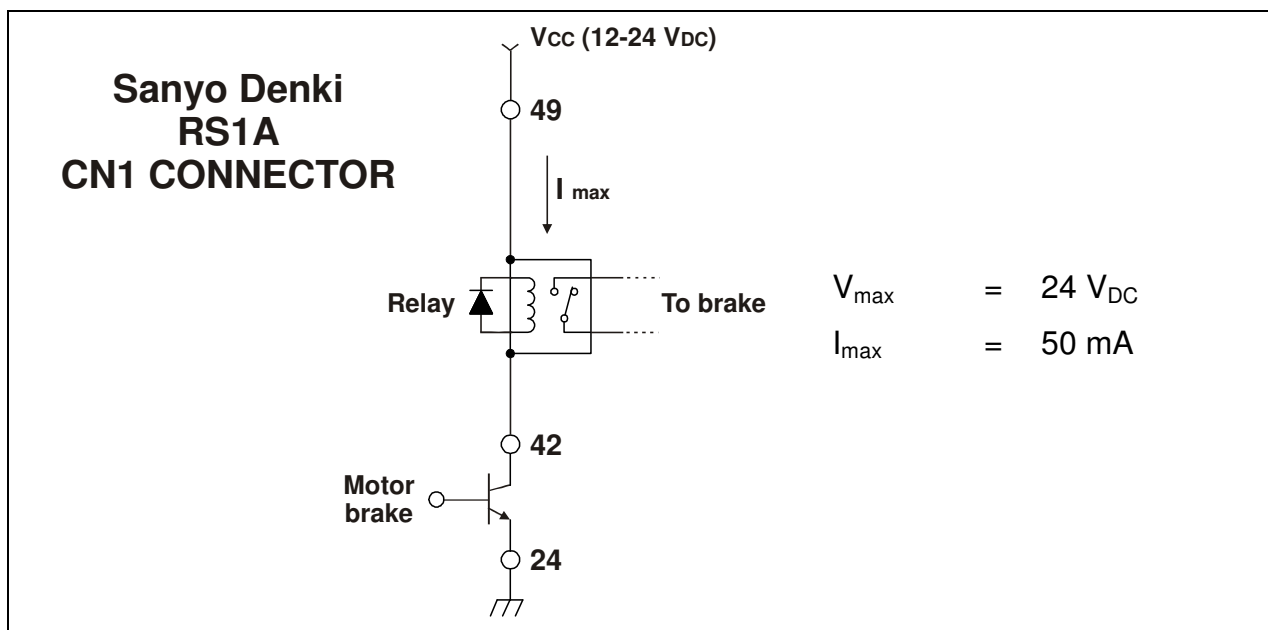 Vcc (12-24 VDC)
Sanyo Denki
RS1A
CN1 CONNECTOR
49
I max
Relay
To brake
Vmax = 24 VDC
Imax = 50 mA
42
Motor
brake
24